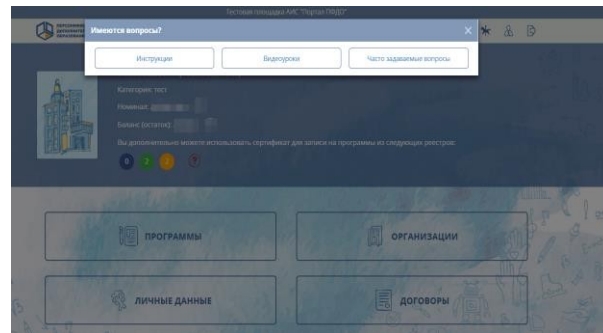 Тестовая площадка АИС "Портал ПФДО"
Имеются вопросы?
Инструкции
Видеоуроки
Часто задаваемые вопросы
Категория: тест
Номинал:
Баланс (остаток):
Вы дополнительно можете использовать сертификат для записи на программы из следующих реестров:
ПРОГРАММЫ
ОРГАНИЗАЦИИ
ЛИЧНЫЕ ДАННЫЕ
ДОГОВОРЫ